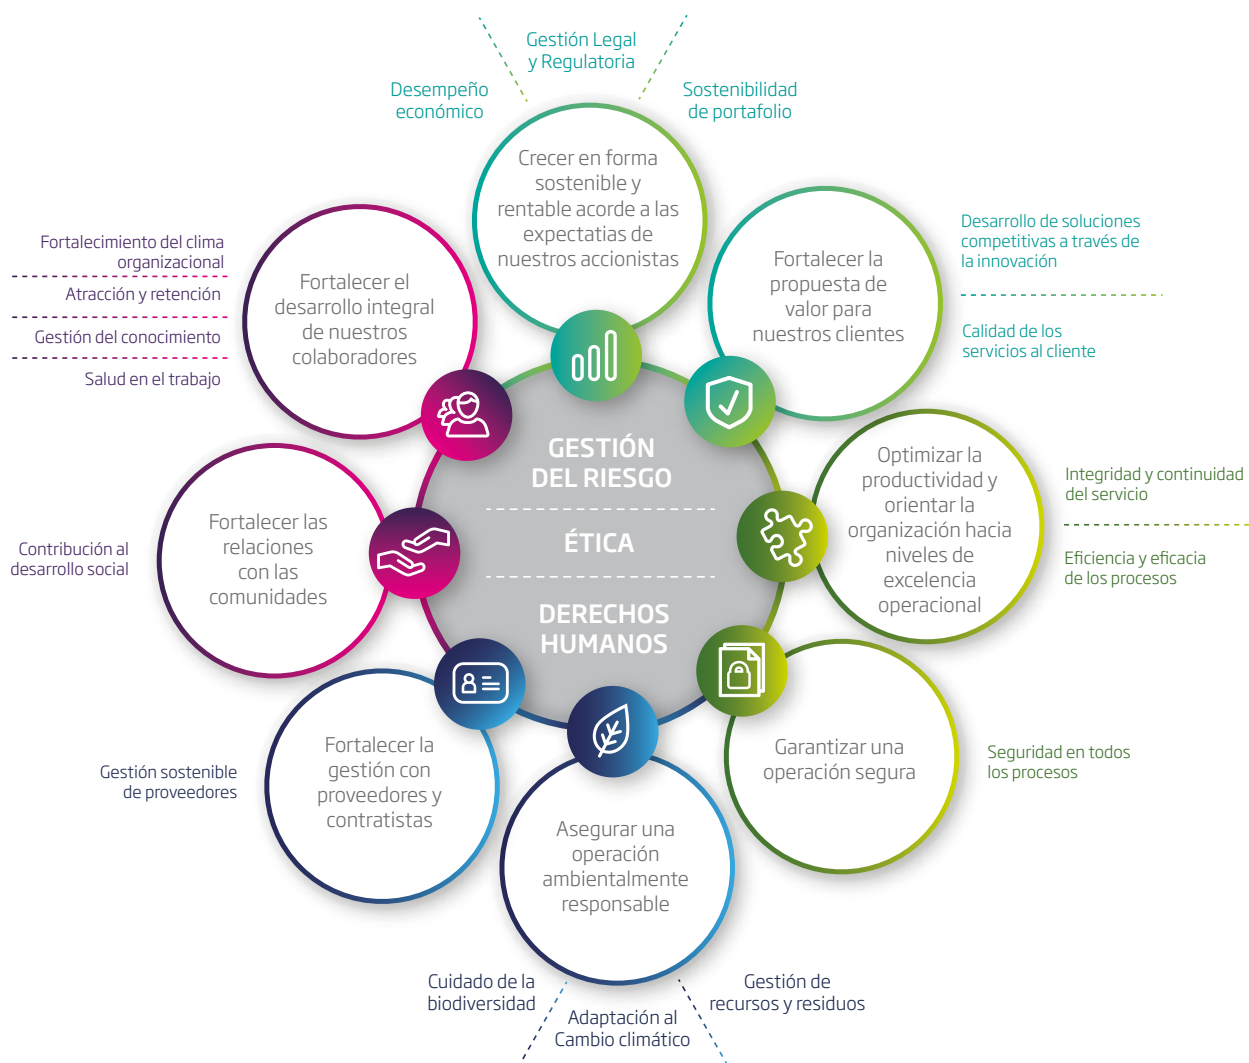 Gestión Legal
y Regulatoria
Desempeño
económico
Sostenibilidad
de portafolio
Crecer en forma
sostenible y
rentable acorde a las
expectatias de
nuestros accionistas
Desarrollo de soluciones
competitivas a través de
la innovación
Calidad de los
servicios al cliente
Fortalecer la
propuesta de
valor para
nuestros clientes
Integridad y continuidad
del servicio
Eficiencia y eficacia
de los procesos
Optimizar la
productividad y
orientar la
organización hacia
niveles de
excelencia
operacional
Garantizar una
operación segura
Seguridad en todos
los procesos
Asegurar una
operación
ambientalmente
responsable
Cuidado de la
biodiversidad
Adaptación al
Cambio climático
Gestión de
recursos y residuos
Fortalecer la
gestión con
proveedores y
contratistas
Gestión sostenible
de proveedores
Fortalecer las
relaciones
con las
comunidades
Contribución al
desarrollo social
Fortalecer el
desarrollo integral
de nuestros
colaboradores
Fortalecimiento del clima
organizacional
Atracción y retención
Gestión del conocimiento
Salud en el trabajo
GESTIÓN
DEL RIESGO
ÉTICA
DERECHOS
HUMANOS